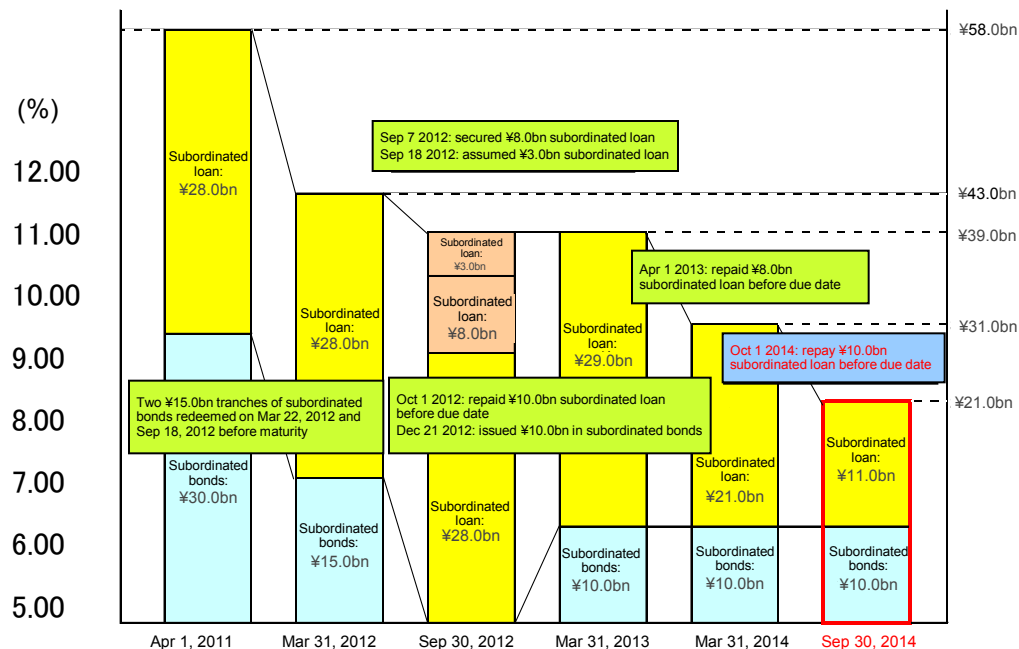 ¥58.0bn
(%)
12.00
11.00
10.00
9.00
8.00
7.00
6.00
5.00
Subordinated
loan:
¥28.0bn
Sep 7 2012: secured ¥8.0bn subordinated loan
Sep 18 2012: assumed ¥3.0bn subordinated loan
¥43.0bn
¥39.0bn
Subordinated
loan:
¥3.0bn
Subordinated
loan:
¥8.0bn
Apr 1 2013: repaid ¥8.0bn
subordinated loan before due date
Subordinated
loan:
¥28.0bn
Subordinated
loan:
¥29.0bn
¥31.0bn
Oct 1 2014: repay ¥10.0bn
subordinated loan before due date
Two ¥15.0bn tranches of subordinated
bonds redeemed on Mar 22, 2012 and
Sep 18, 2012 before maturity
Oct 1 2012: repaid ¥10.0bn subordinated loan
before due date
Dec 21 2012: issued ¥10.0bn in subordinated bonds
¥21.0bn
Subordinated
bonds:
¥30.0bn
Subordinated
bonds:
¥15.0bn
Subordinated
loan:
¥28.0bn
Subordinated
loan:
¥21.0bn
Subordinated
loan:
¥11.0bn
Subordinated
bonds:
¥10.0bn
Subordinated
bonds:
¥10.0bn
Subordinated
bonds:
¥10.0bn
Apr 1, 2011
Mar 31, 2012
Sep 30, 2012
Mar 31, 2013
Mar 31, 2014
Sep 30, 2014